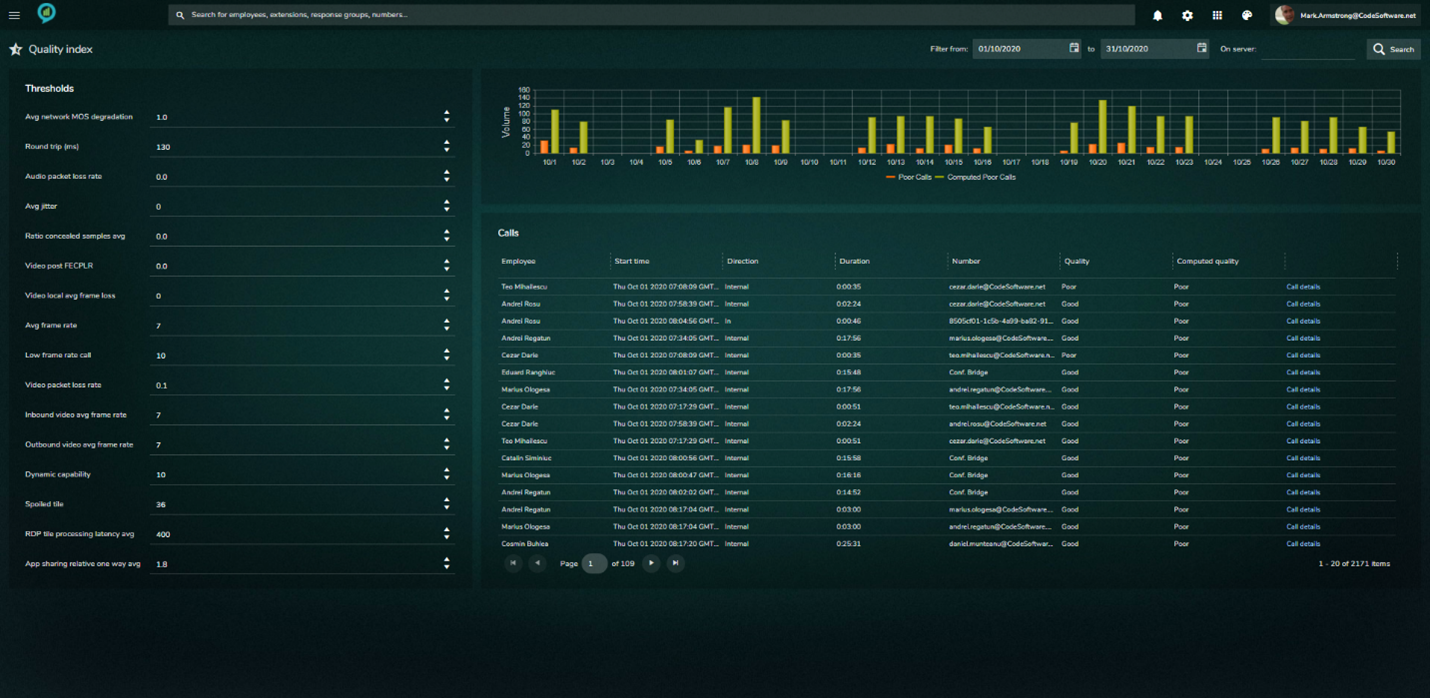 Search for employees, extensions, response groups, numbers...
Mark.Armstrong@CodeSoftware.net
Quality index
Filter from: 01/10/2020 to 31/10/2020 On server: Search
Thresholds
Avg network MOS degradation 1.0
Round trip (ms) 130
Audio packet loss rate 0.0
Avg jitter 0
Ratio concealed samples avg 0.0
Video post FECPLR 0.0
Video local avg frame loss 0
Avg frame rate 7
Low frame rate call 10
Video packet loss rate 0.1
Inbound video avg frame rate 7
Outbound video avg frame rate 7
Dynamic capability 10
Spoiled tile 36
RDP tile processing latency avg 400
App sharing relative one way avg 1.8
Volume
160
140
120
100
80
60
40
20
0
10/1 10/2 10/3 10/4 10/5 10/6 10/7 10/8 10/9 10/10 10/11 10/12 10/13 10/14 10/15 10/16 10/17 10/18 10/19 10/20 10/21 10/22 10/23 10/24 10/25 10/26 10/27 10/28 10/29 10/30
Poor Calls Computed Poor Calls
Calls
Employee Start time Direction Duration Number Quality Computed quality
Teo Mihailescu Thu Oct 01 2020 07:08:09 GMT... Internal 0:00:35 cezar.darie@CodeSoftware.net Poor Poor Call details
Andrei Rosu Thu Oct 01 2020 07:58:39 GMT... Internal 0:02:24 cezar.darie@CodeSoftware.net Good Poor Call details
Andrei Rosu Thu Oct 01 2020 08:04:56 GMT... In 0:00:46 8505cf01-1c5b-4a99-ba82-91... Good Poor Call details
Andrei Regatun Thu Oct 01 2020 07:34:05 GMT... Internal 0:17:56 marius.ologesa@CodeSoftware... Good Poor Call details
Cezar Darie Thu Oct 01 2020 07:08:09 GMT... Internal 0:00:35 teo.mihailescu@CodeSoftware.n... Poor Poor Call details
Eduard Ranghiuc Thu Oct 01 2020 08:01:07 GMT... Internal 0:15:48 Conf. Bridge Good Poor Call details
Marius Ologesa Thu Oct 01 2020 07:34:05 GMT... Internal 0:17:56 andrei.regatun@CodeSoftware... Good Poor Call details
Cezar Darie Thu Oct 01 2020 07:17:29 GMT... Internal 0:00:51 teo.mihailescu@CodeSoftware.n... Good Poor Call details
Cezar Darie Thu Oct 01 2020 07:58:39 GMT... Internal 0:02:24 andrei.rosu@CodeSoftware.net Good Poor Call details
Teo Mihailescu Thu Oct 01 2020 07:17:29 GMT... Internal 0:00:51 cezar.darie@CodeSoftware.net Good Poor Call details
Catalin Siminiuc Thu Oct 01 2020 08:00:56 GMT... Internal 0:15:58 Conf. Bridge Good Poor Call details
Marius Ologesa Thu Oct 01 2020 08:00:47 GMT... Internal 0:16:16 Conf. Bridge Good Poor Call details
Andrei Regatun Thu Oct 01 2020 08:02:02 GMT... Internal 0:14:52 Conf. Bridge Good Poor Call details
Andrei Regatun Thu Oct 01 2020 08:17:04 GMT... Internal 0:03:00 marius.ologesa@CodeSoftware... Good Poor Call details
Marius Ologesa Thu Oct 01 2020 08:17:04 GMT... Internal 0:03:00 andrei.regatun@CodeSoftware... Good Poor Call details
Cosmin Buhlea Thu Oct 01 2020 08:17:20 GMT... Internal 0:25:31 daniel.munteanu@CodeSoftwar... Good Poor Call details
Page 1 of 109 1 - 20 of 2171 items